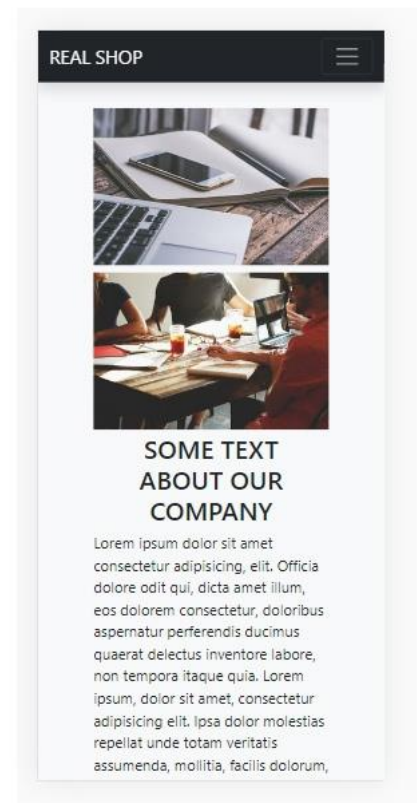 REAL SHOP
SOME TEXT
ABOUT OUR
COMPANY
Lorem ipsum dolor sit amet
consectetur adipisicing, elit. Officia
dolore odit qui, dicta amet illum,
eos dolorem consectetur, doloribus
aspernatur perferendis ducimus
quaerat delectus inventore labore,
non tempora itaque quia. Lorem
ipsum, dolor sit amet, consectetur
adipisicing elit. Ipsa dolor molestias
repellat unde totam veritatis
assumenda, mollitia, facilis dolorum,